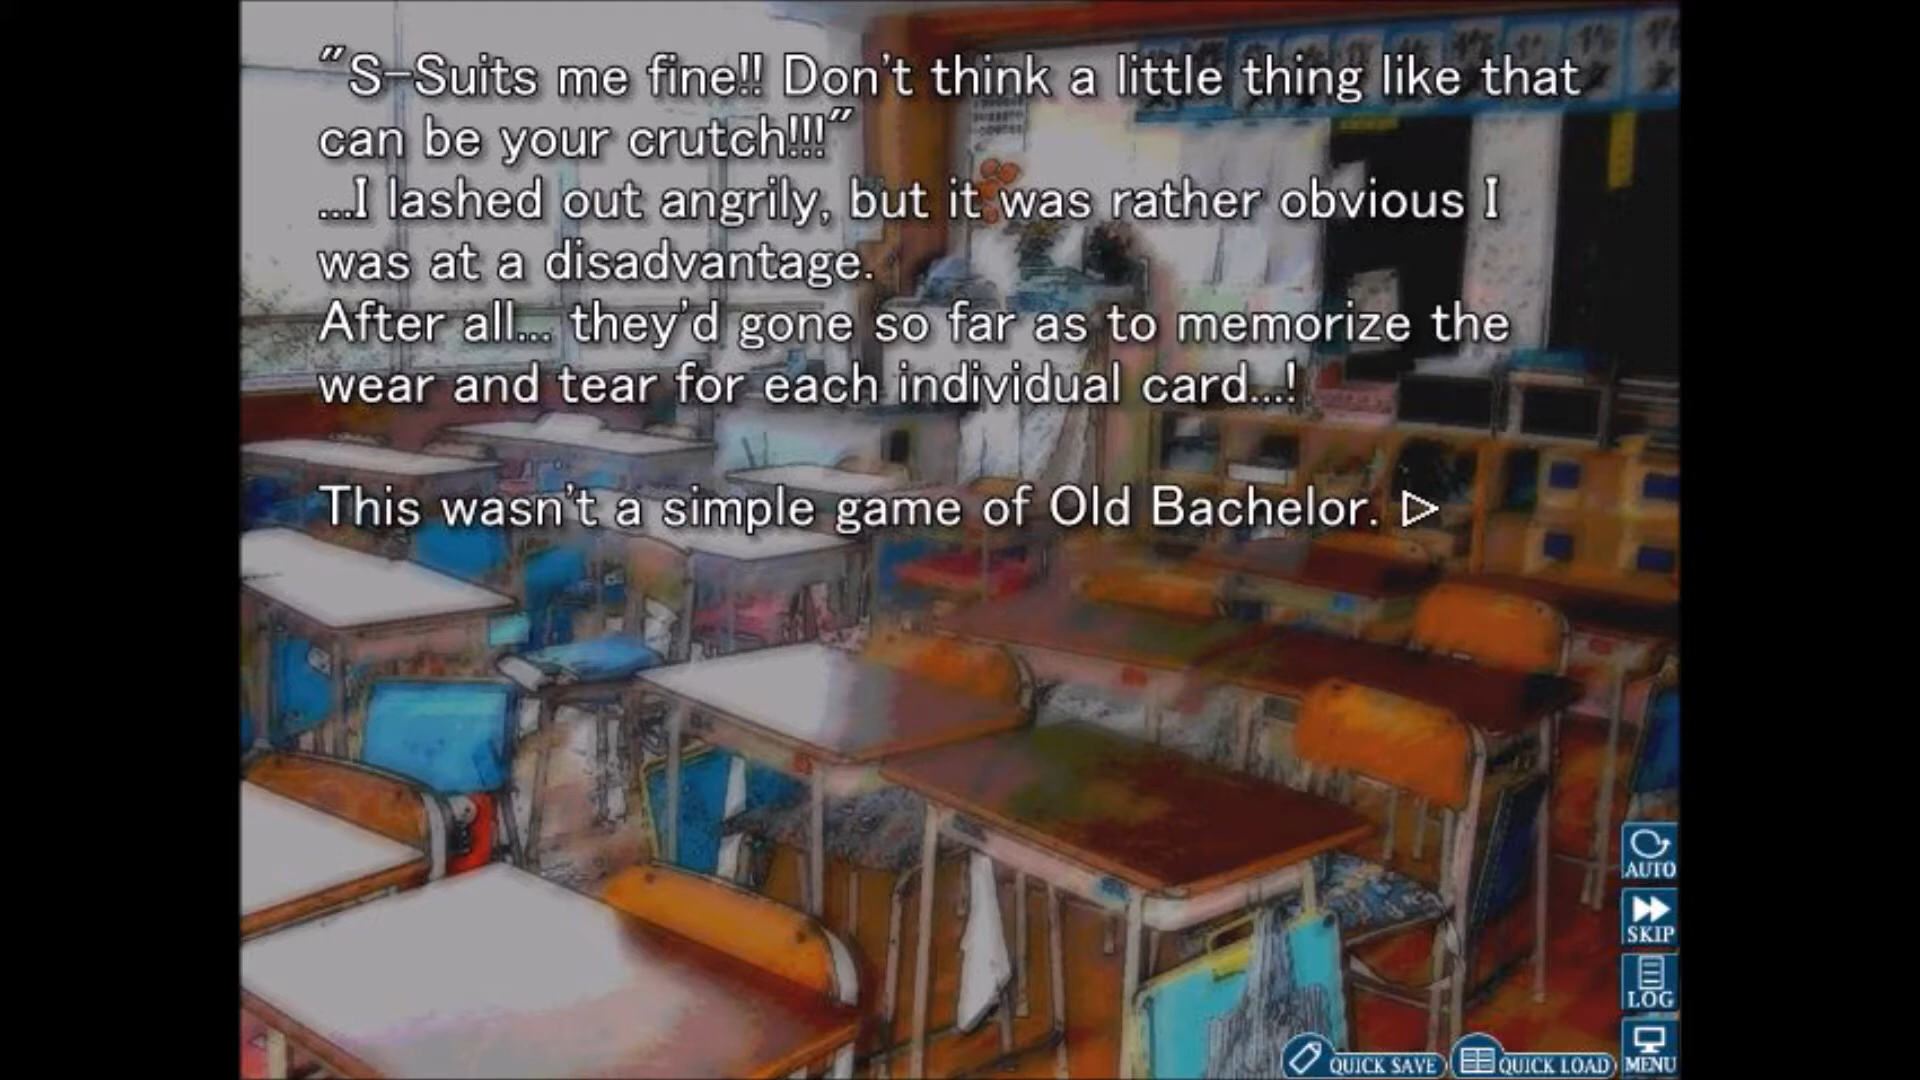 "S-Suits me fine!! Don't think a little thing like that
can be your crutch!!!"
...I lashed out angrily, but it was rather obvious I
was at a disadvantage.
After all... they'd gone so far as to memorize the
wear and tear for each individual card...!
This wasn't a simple game of Old Bachelor.
AUTO
SKIP
LOG
MENU
QUICK SAVE
QUICK LOAD